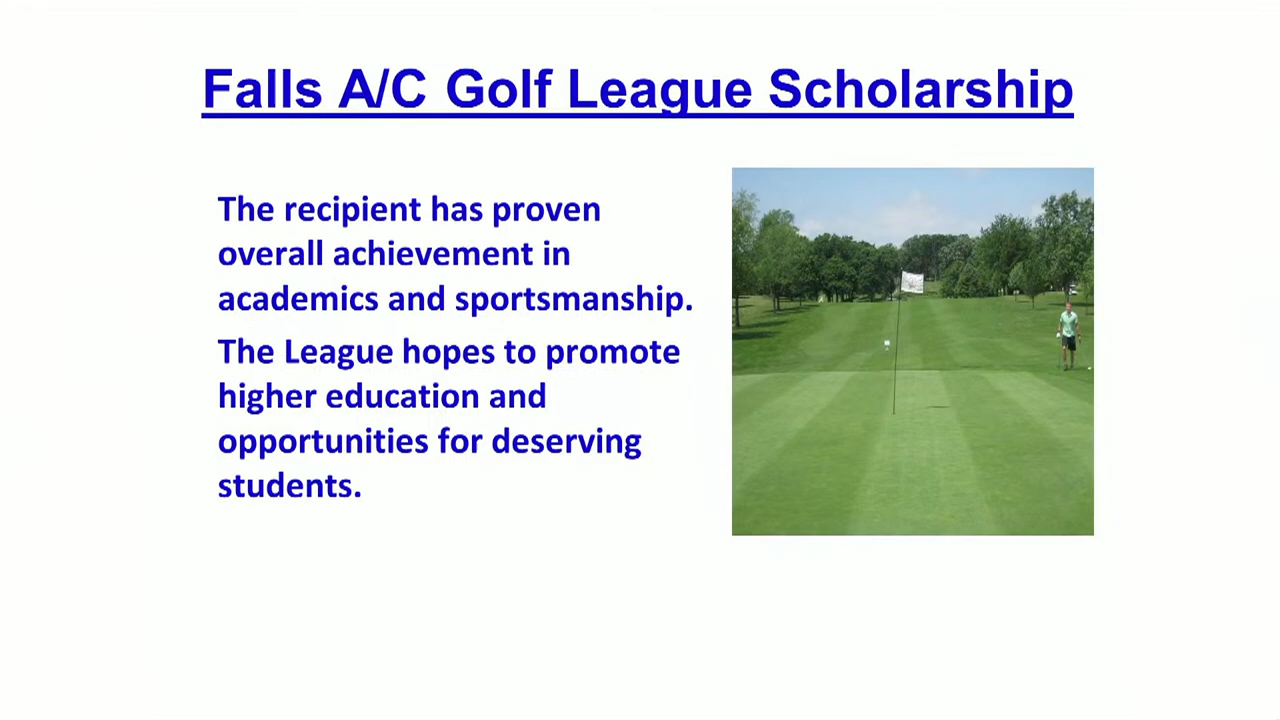 Falls A/C Golf League Scholarship
The recipient has proven
overall achievement in
academics and sportsmanship.
The League hopes to promote
higher education and
opportunities for deserving
students.